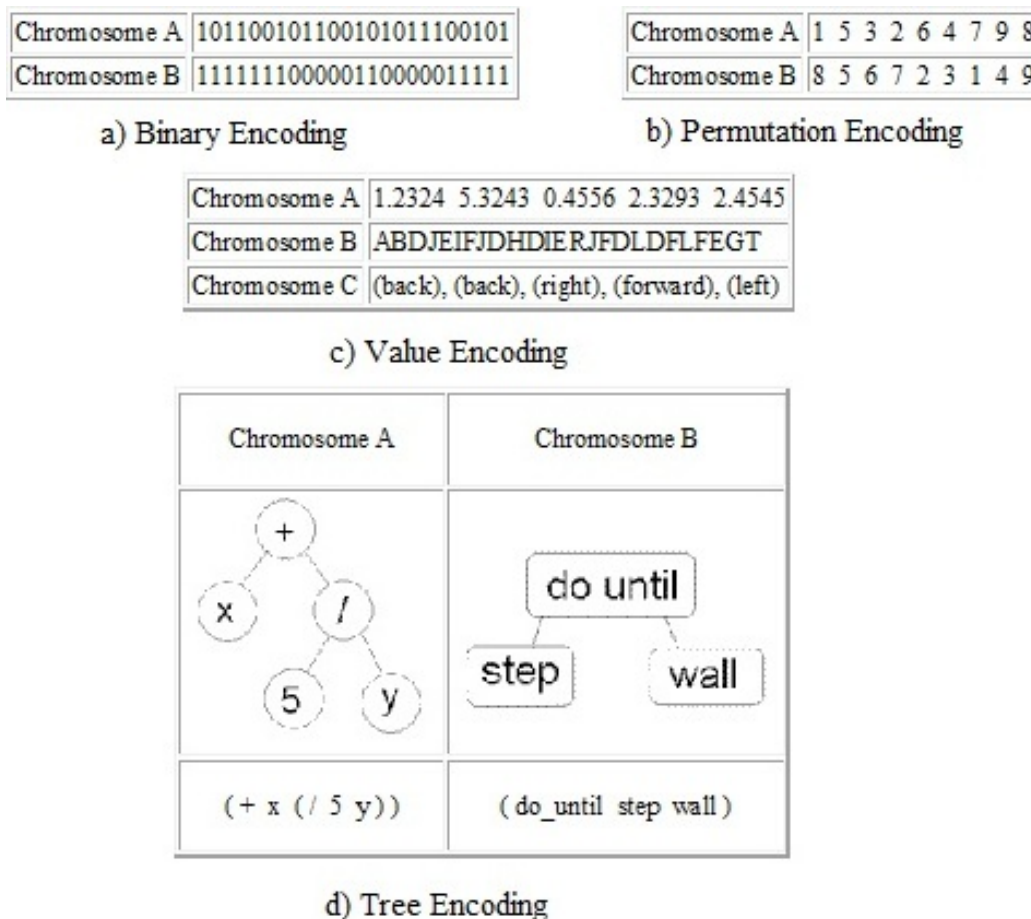 Chromosome A 101100101100101011100101
Chromosome B 111111100000110000011111
a) Binary Encoding
Chromosome A 1 5 3 2 6 4 7 9 8
Chromosome B 8 5 6 7 2 3 1 4 9
b) Permutation Encoding
Chromosome A 1.2324 5.3243 0.4556 2.3293 2.4545
Chromosome B ABDJEIFJDHDIERJFDLDFLFEGT
Chromosome C (back), (back), (right), (forward), (left)
c) Value Encoding
Chromosome A
Chromosome B
+
x
/
5
y
do until
step
wall
( + x ( / 5 y ) )
( do_until step wall )
d) Tree Encoding